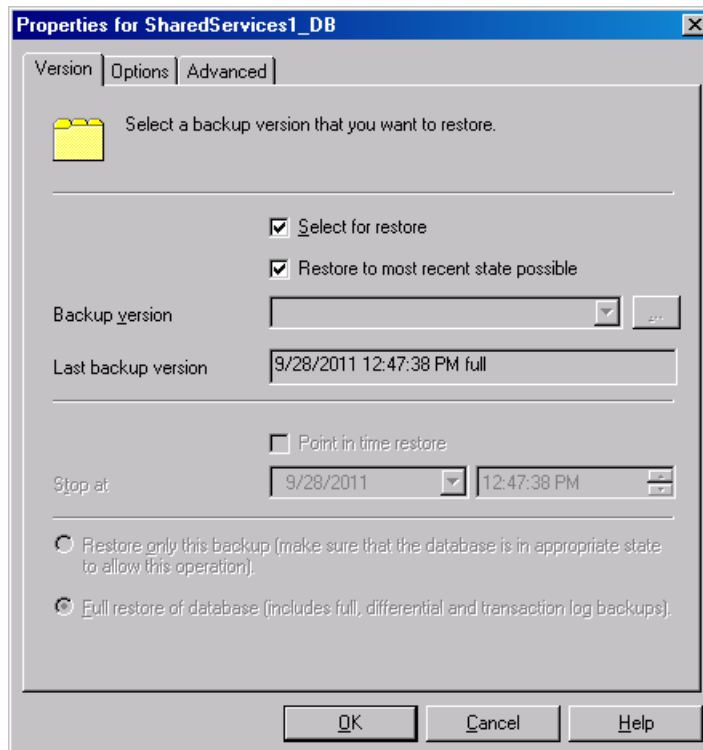 Properties for SharedServices1_DB
Version
Options
Advanced
Select a backup version that you want to restore.
Select for restore
Restore to most recent state possible
Backup version
...
Last backup version
9/28/2011 12:47:38 PM full
Point in time restore
Stop at
9/28/2011
12:47:38 PM
Restore only this backup (make sure that the database is in appropriate state
to allow this operation).
Full restore of database (includes full, differential and transaction log backups).
OK
Cancel
Help